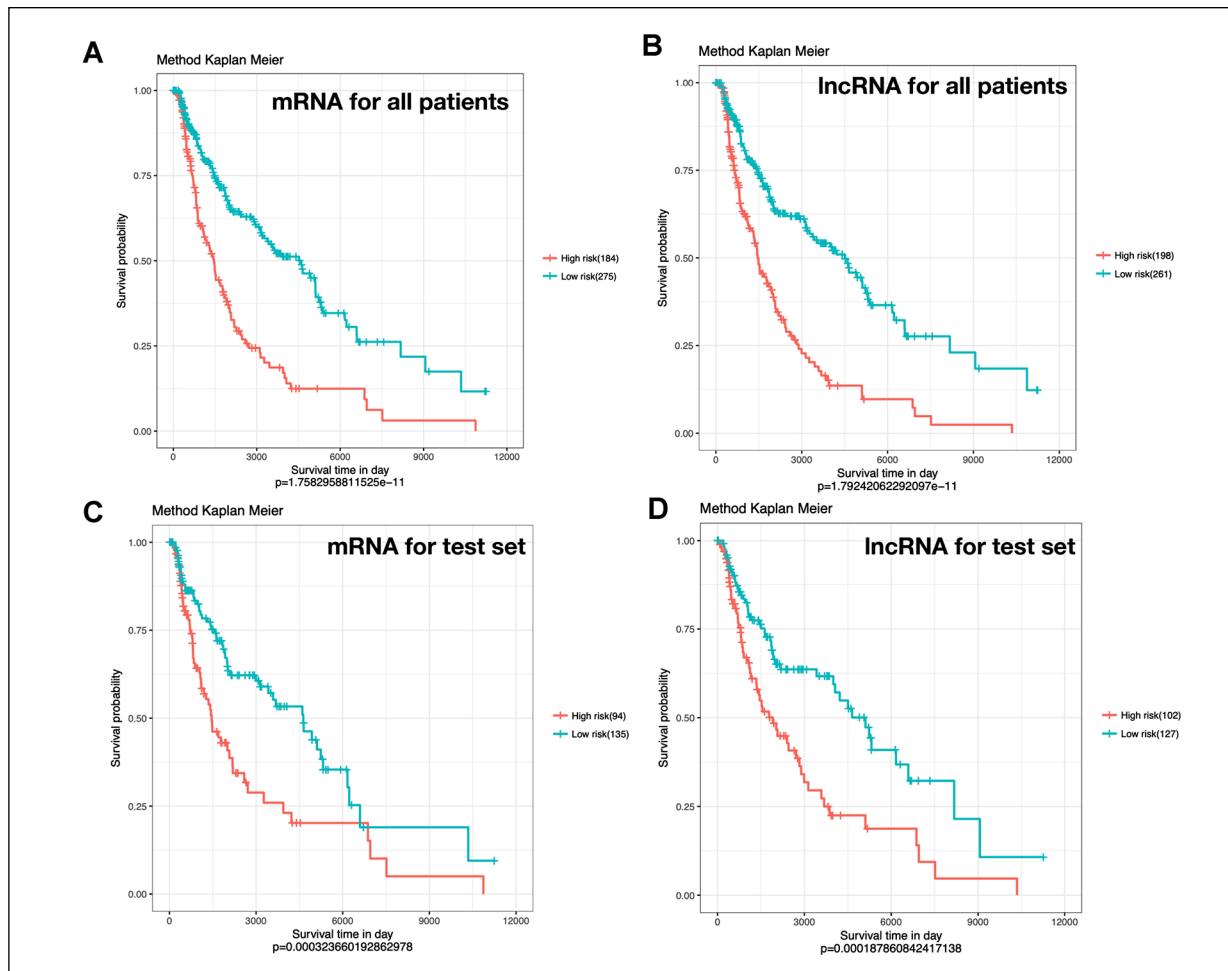 A
Method Kaplan Meier
mRNA for all patients
1.00
0.75
0.50
0.25
0.00
Survival probability
0
3000
6000
9000
12000
Survival time in day
p=1.7582958811525e−11
High risk(184)
Low risk(275)
B
Method Kaplan Meier
lncRNA for all patients
1.00
0.75
0.50
0.25
0.00
Survival probability
0
3000
6000
9000
12000
Survival time in day
p=1.79242062292097e−11
High risk(198)
Low risk(261)
C
Method Kaplan Meier
mRNA for test set
1.00
0.75
0.50
0.25
0.00
Survival probability
0
3000
6000
9000
12000
Survival time in day
p=0.000323660192862978
High risk(94)
Low risk(135)
D
Method Kaplan Meier
lncRNA for test set
1.00
0.75
0.50
0.25
0.00
Survival probability
0
3000
6000
9000
12000
Survival time in day
p=0.000187860842417138
High risk(102)
Low risk(127)